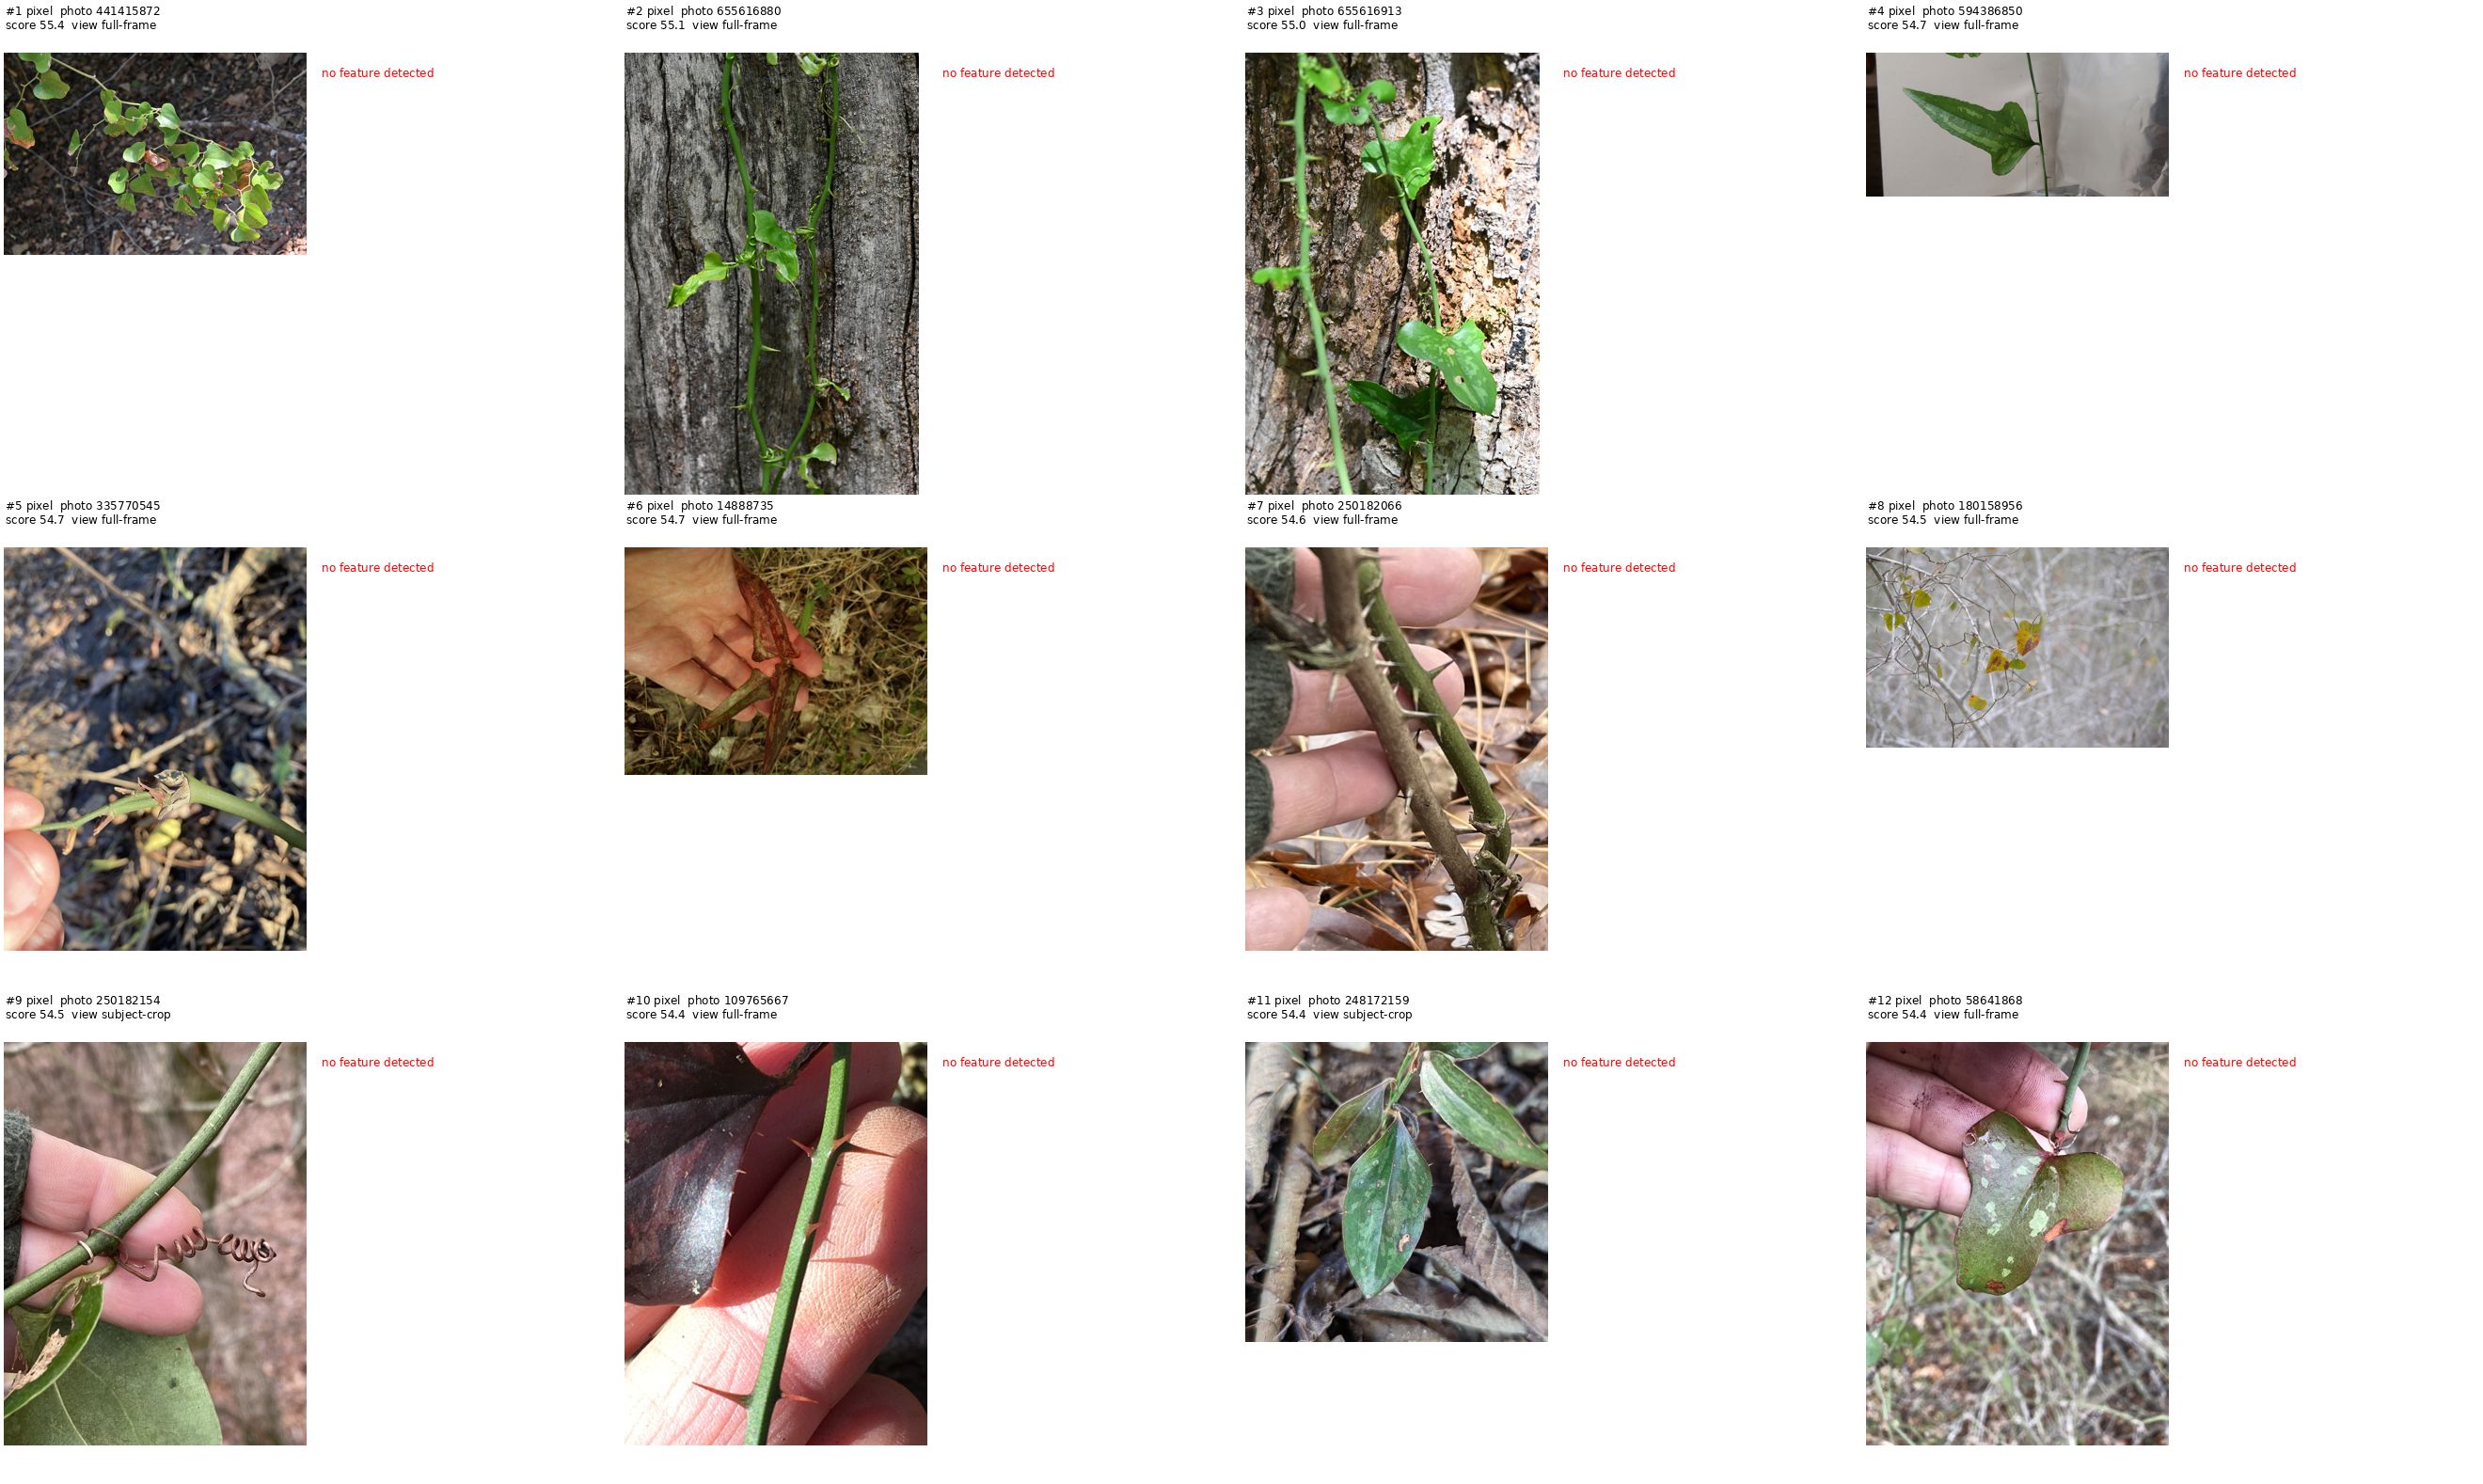 #1 pixel  photo 441415872
score 55.4  view full-frame
no feature detected
#2 pixel  photo 655616880
score 55.1  view full-frame
no feature detected
#3 pixel  photo 655616913
score 55.0  view full-frame
no feature detected
#4 pixel  photo 594386850
score 54.7  view full-frame
no feature detected
#5 pixel  photo 335770545
score 54.7  view full-frame
no feature detected
#6 pixel  photo 14888735
score 54.7  view full-frame
no feature detected
#7 pixel  photo 250182066
score 54.6  view full-frame
no feature detected
#8 pixel  photo 180158956
score 54.5  view full-frame
no feature detected
#9 pixel  photo 250182154
score 54.5  view subject-crop
no feature detected
#10 pixel  photo 109765667
score 54.4  view full-frame
no feature detected
#11 pixel  photo 248172159
score 54.4  view subject-crop
no feature detected
#12 pixel  photo 58641868
score 54.4  view full-frame
no feature detected